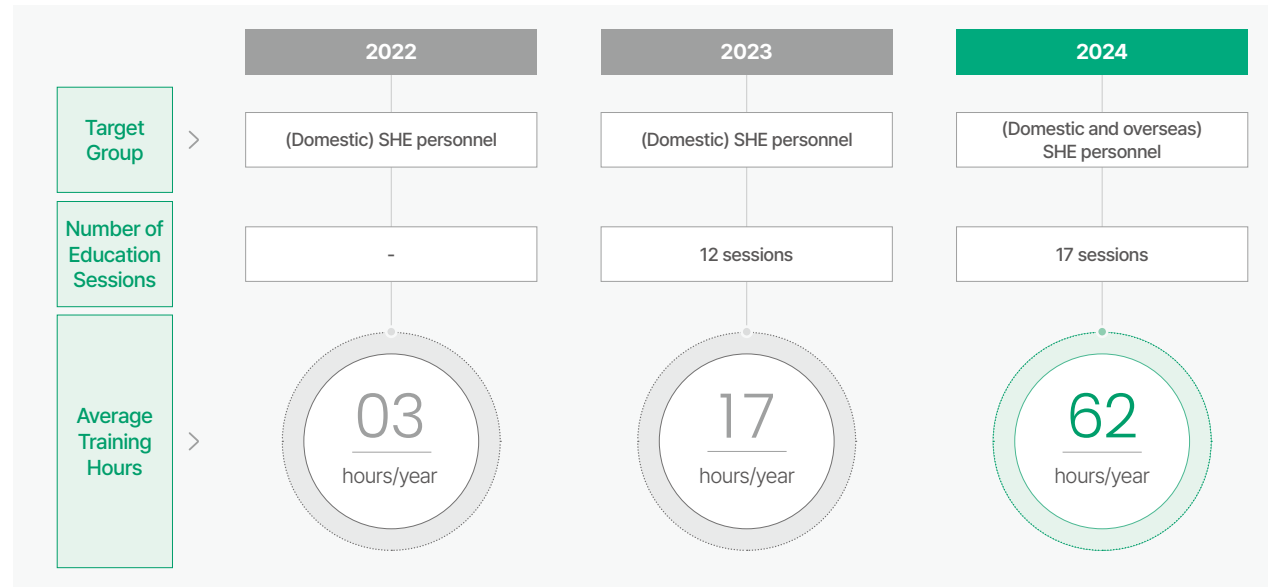 2022
2023
2024
Target
Group
(Domestic) SHE personnel
(Domestic) SHE personnel
(Domestic and overseas)
SHE personnel
Number of
Education
Sessions
-
12 sessions
17 sessions
Average
Training
Hours
03
hours/year
17
hours/year
62
hours/year